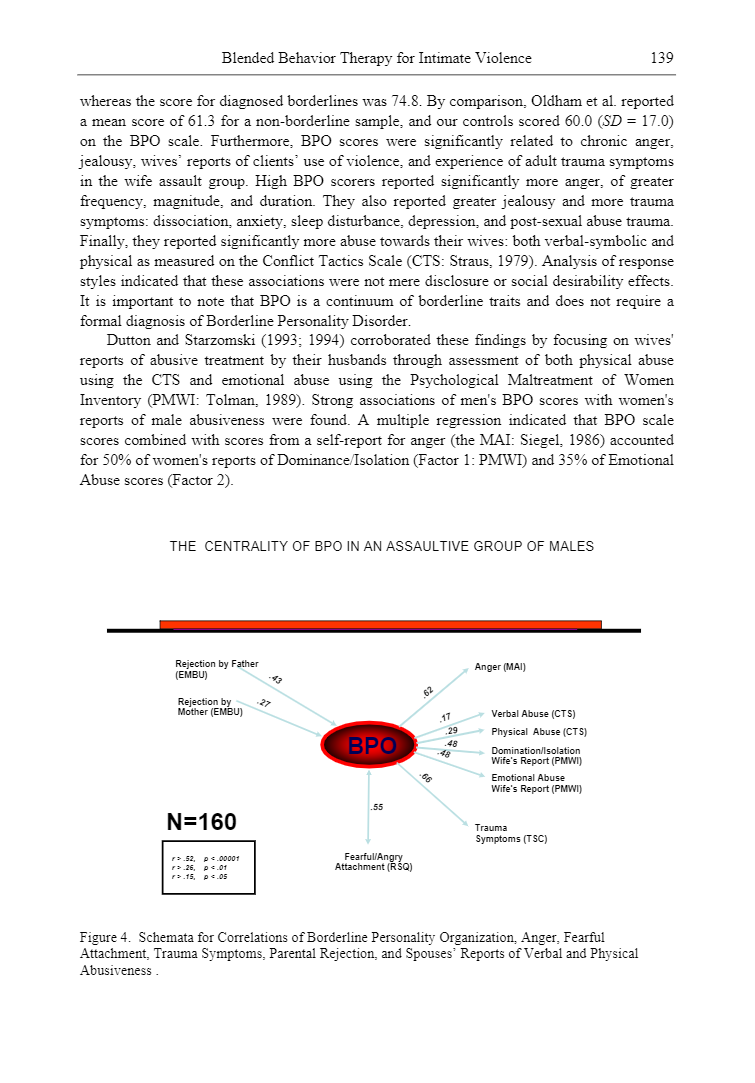 Blended Behavior Therapy for Intimate Violence 139
whereas the score for diagnosed borderlines was 74.8. By comparison, Oldham et al. reported
a mean score of 61.3 for a non-borderline sample, and our controls scored 60.0 (SD = 17.0)
on the BPO scale. Furthermore, BPO scores were significantly related to chronic anger,
jealousy, wives’ reports of clients’ use of violence, and experience of adult trauma symptoms
in the wife assault group. High BPO scorers reported significantly more anger, of greater
frequency, magnitude, and duration. They also reported greater jealousy and more trauma
symptoms: dissociation, anxiety, sleep disturbance, depression, and post-sexual abuse trauma.
Finally, they reported significantly more abuse towards their wives: both verbal-symbolic and
physical as measured on the Conflict Tactics Scale (CTS: Straus, 1979). Analysis of response
styles indicated that these associations were not mere disclosure or social desirability effects.
It is important to note that BPO is a continuum of borderline traits and does not require a
formal diagnosis of Borderline Personality Disorder.
Dutton and Starzomski (1993; 1994) corroborated these findings by focusing on wives'
reports of abusive treatment by their husbands through assessment of both physical abuse
using the CTS and emotional abuse using the Psychological Maltreatment of Women
Inventory (PMWI: Tolman, 1989). Strong associations of men's BPO scores with women's
reports of male abusiveness were found. A multiple regression indicated that BPO scale
scores combined with scores from a self-report for anger (the MAI: Siegel, 1986) accounted
for 50% of women's reports of Dominance/Isolation (Factor 1: PMWI) and 35% of Emotional
Abuse scores (Factor 2).
THE CENTRALITY OF BPO IN AN ASSAULTIVE GROUP OF MALES
Rejection by Father
(EMBU)
.43
Rejection by
Mother (EMBU)
.27
BPO
.62
Anger (MAI)
.17
Verbal Abuse (CTS)
.29
Physical Abuse (CTS)
.48
Domination/Isolation
Wife's Report (PMWI)
.48
Emotional Abuse
Wife's Report (PMWI)
.66
Trauma
Symptoms (TSC)
.55
Fearful/Angry
Attachment (RSQ)
N=160
r > .52, p < .00001
r > .26, p < .01
r > .15, p < .05
Figure 4. Schemata for Correlations of Borderline Personality Organization, Anger, Fearful
Attachment, Trauma Symptoms, Parental Rejection, and Spouses’ Reports of Verbal and Physical
Abusiveness .